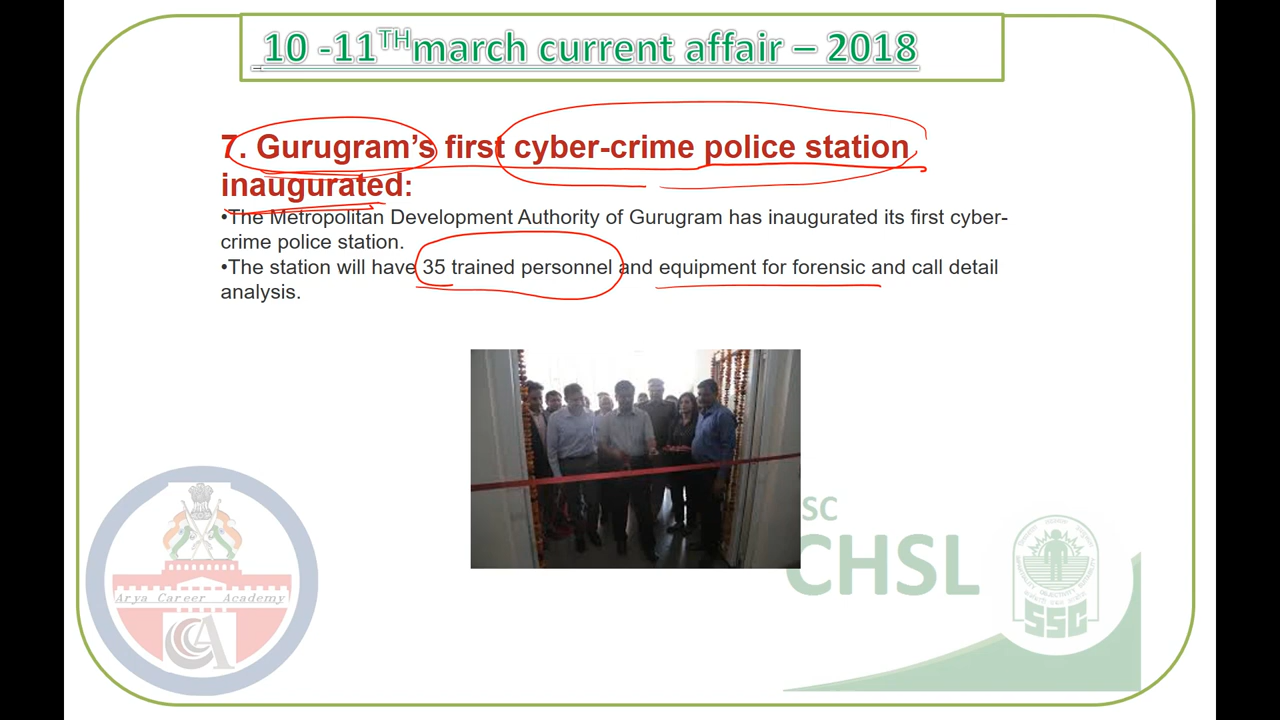 10 -11TH march current affair – 2018
7. Gurugram's first cyber-crime police station
inaugurated:
•The Metropolitan Development Authority of Gurugram has inaugurated its first cyber-
crime police station.
•The station will have 35 trained personnel and equipment for forensic and call detail
analysis.
SC
CHSL
Arya Career Academy
SSC